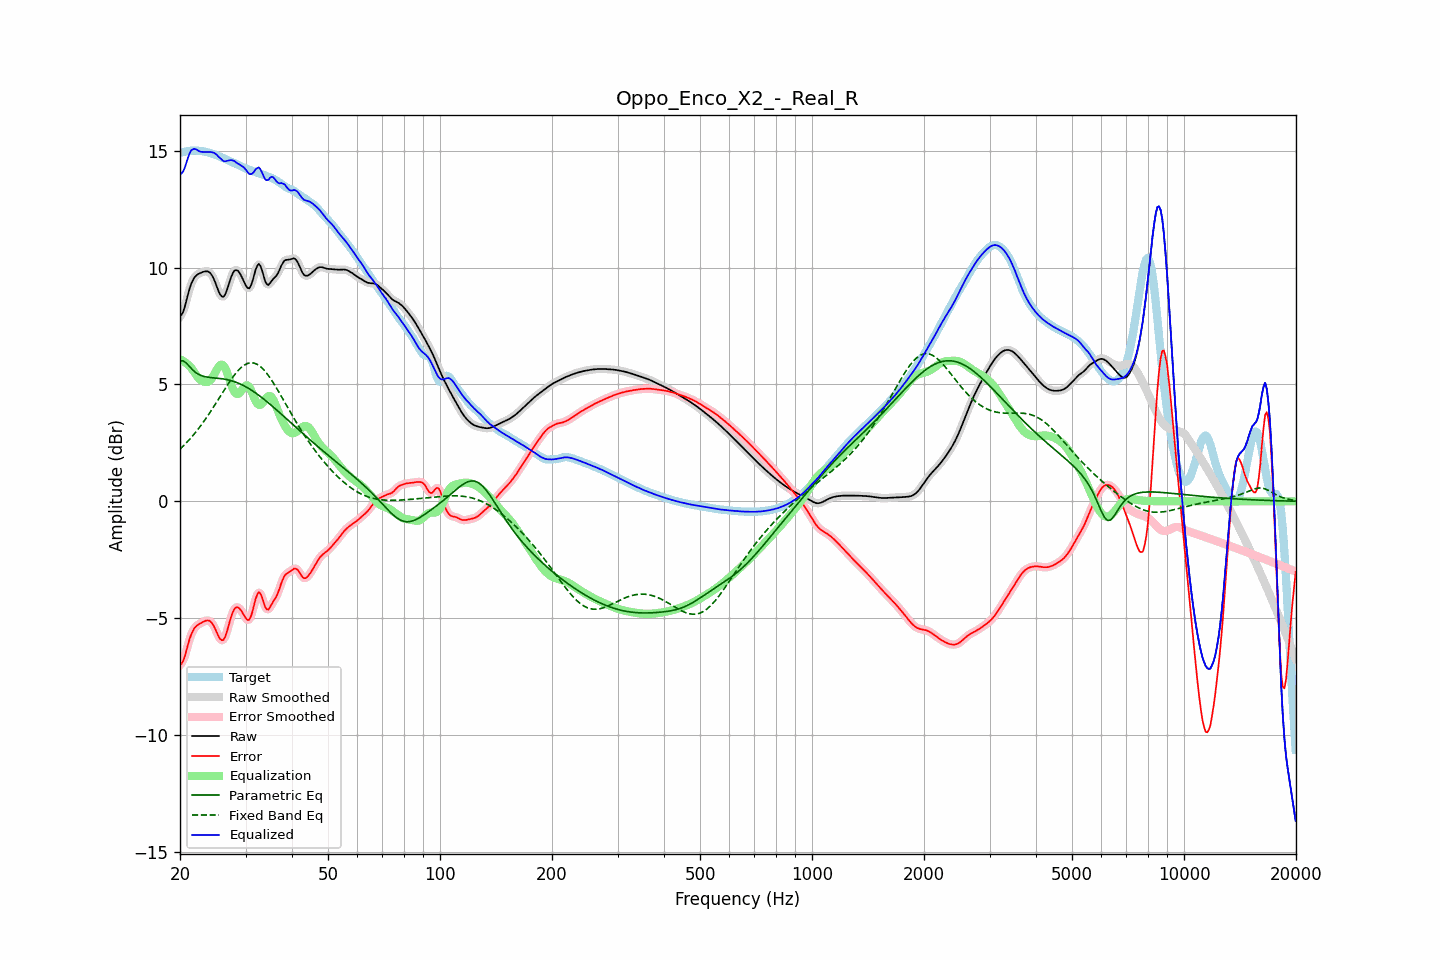 Oppo_Enco_X2_-_Real_R
Amplitude (dBr)
15
10
5
0
−5
−10
−15
Target
Raw Smoothed
Error Smoothed
Raw
Error
Equalization
Parametric Eq
Fixed Band Eq
Equalized
20 50 100 200 500 1000 2000 5000 10000 20000
Frequency (Hz)